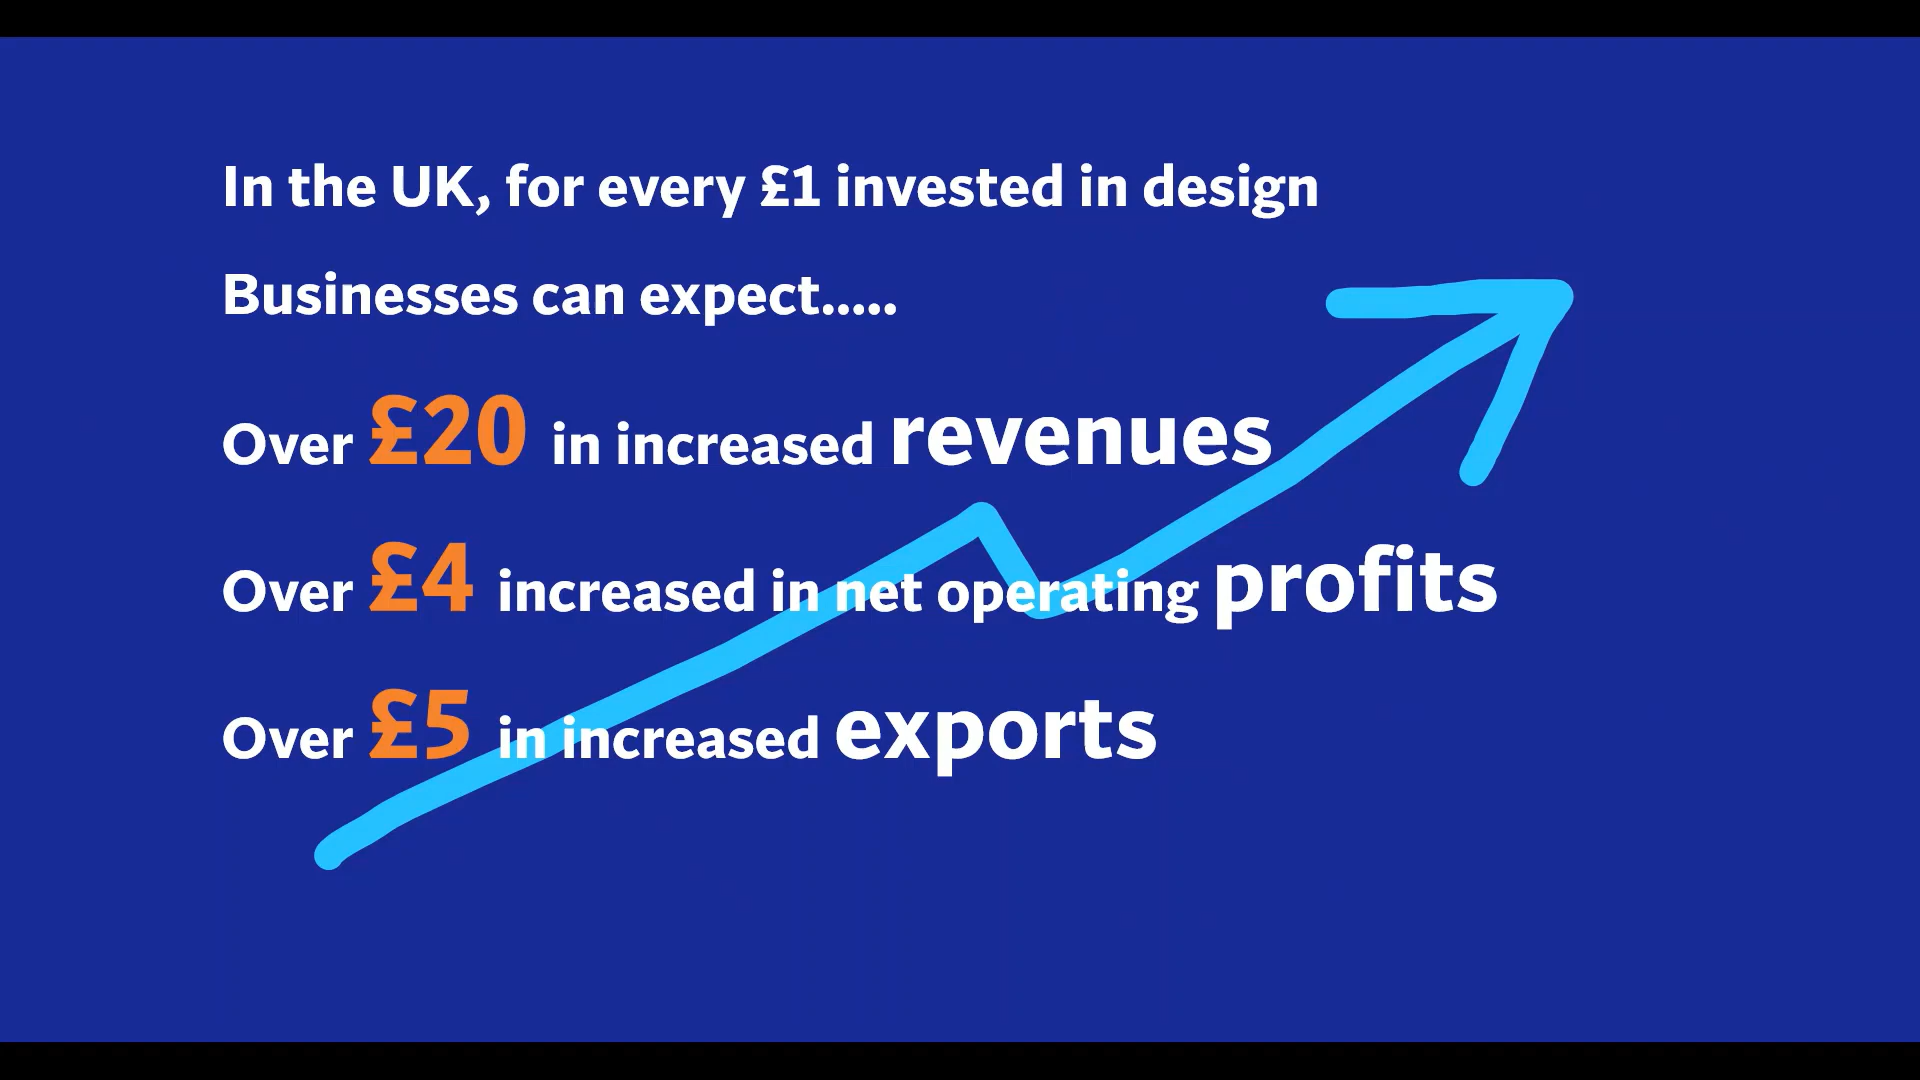 In the UK, for every £1 invested in design
Businesses can expect.....
Over £20 in increased revenues
Over £4 increased in net operating profits
Over £5 in increased exports